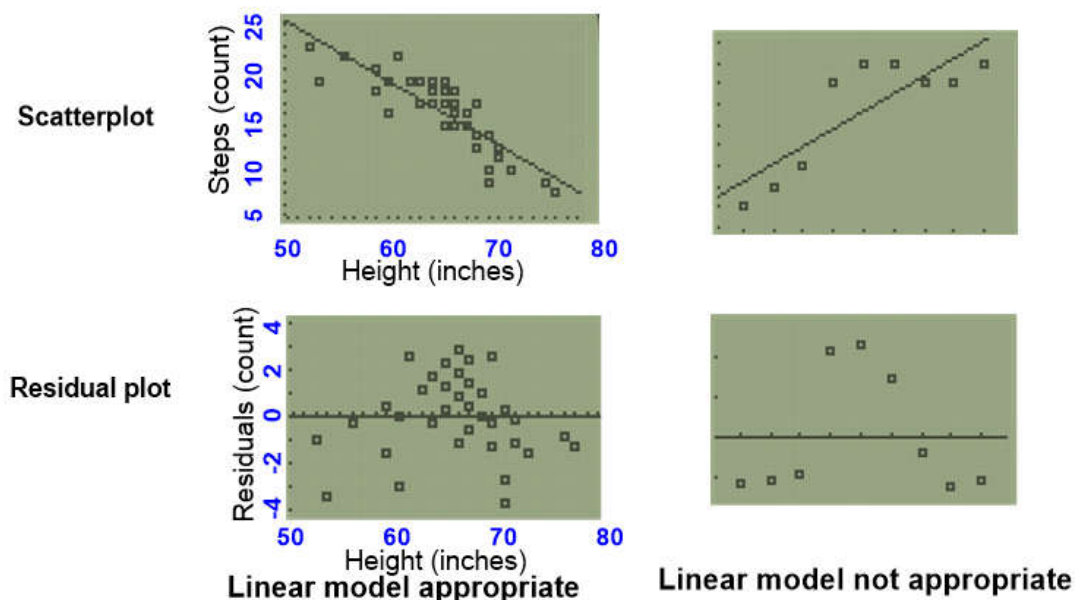 Scatterplot
Steps (count)
25
20
15
10
5
50 60 70 80
Height (inches)
Residual plot
Residuals (count)
4
2
0
-2
-4
50 60 70 80
Height (inches)
Linear model appropriate
Linear model not appropriate